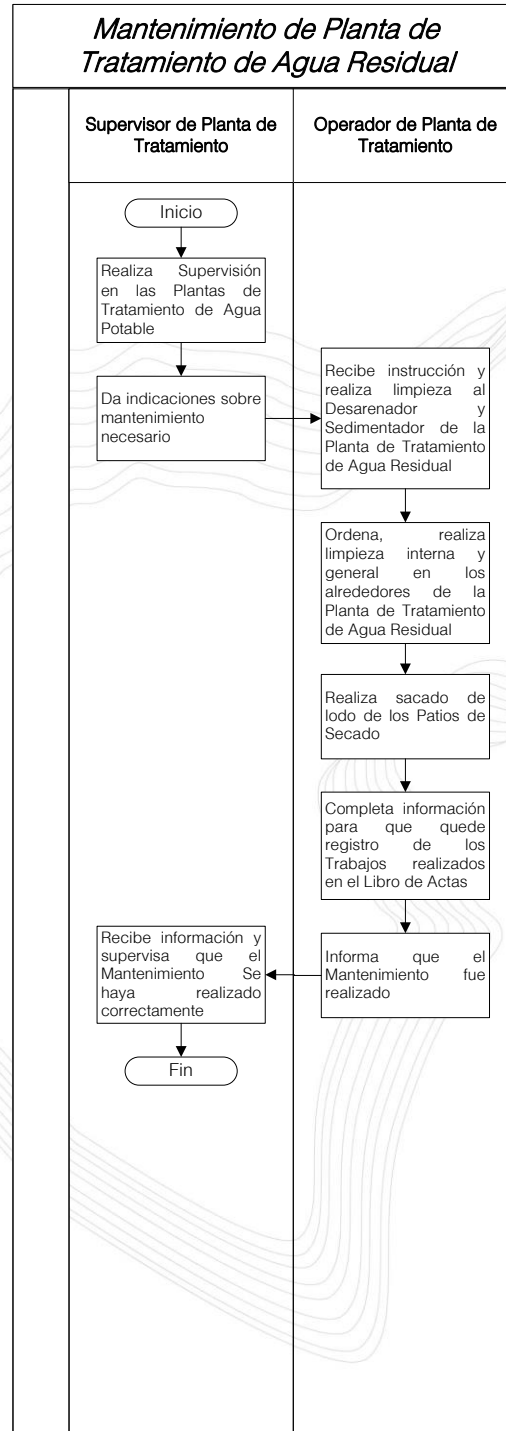 Mantenimiento de Planta de
Tratamiento de Agua Residual
Supervisor de Planta de
Tratamiento
Operador de Planta de
Tratamiento
Inicio
Realiza Supervisión
en las Plantas de
Tratamiento de Agua
Potable
Da indicaciones sobre
mantenimiento
necesario
Recibe instrucción y
realiza limpieza al
Desarenador y
Sedimentador de la
Planta de Tratamiento
de Agua Residual
Ordena, realiza
limpieza interna y
general en los
alrededores de la
Planta de Tratamiento
de Agua Residual
Realiza sacado de
lodo de los Patios de
Secado
Completa información
para que quede
registro de los
Trabajos realizados
en el Libro de Actas
Informa que el
Mantenimiento fue
realizado
Recibe información y
supervisa que el
Mantenimiento Se
haya realizado
correctamente
Fin